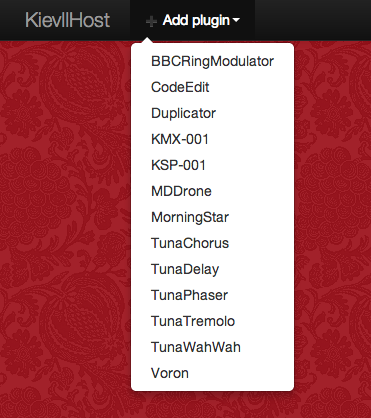 KievIIHost
Add plugin
BBCRingModulator
CodeEdit
Duplicator
KMX-001
KSP-001
MDDrone
MorningStar
TunaChorus
TunaDelay
TunaPhaser
TunaTremolo
TunaWahWah
Voron